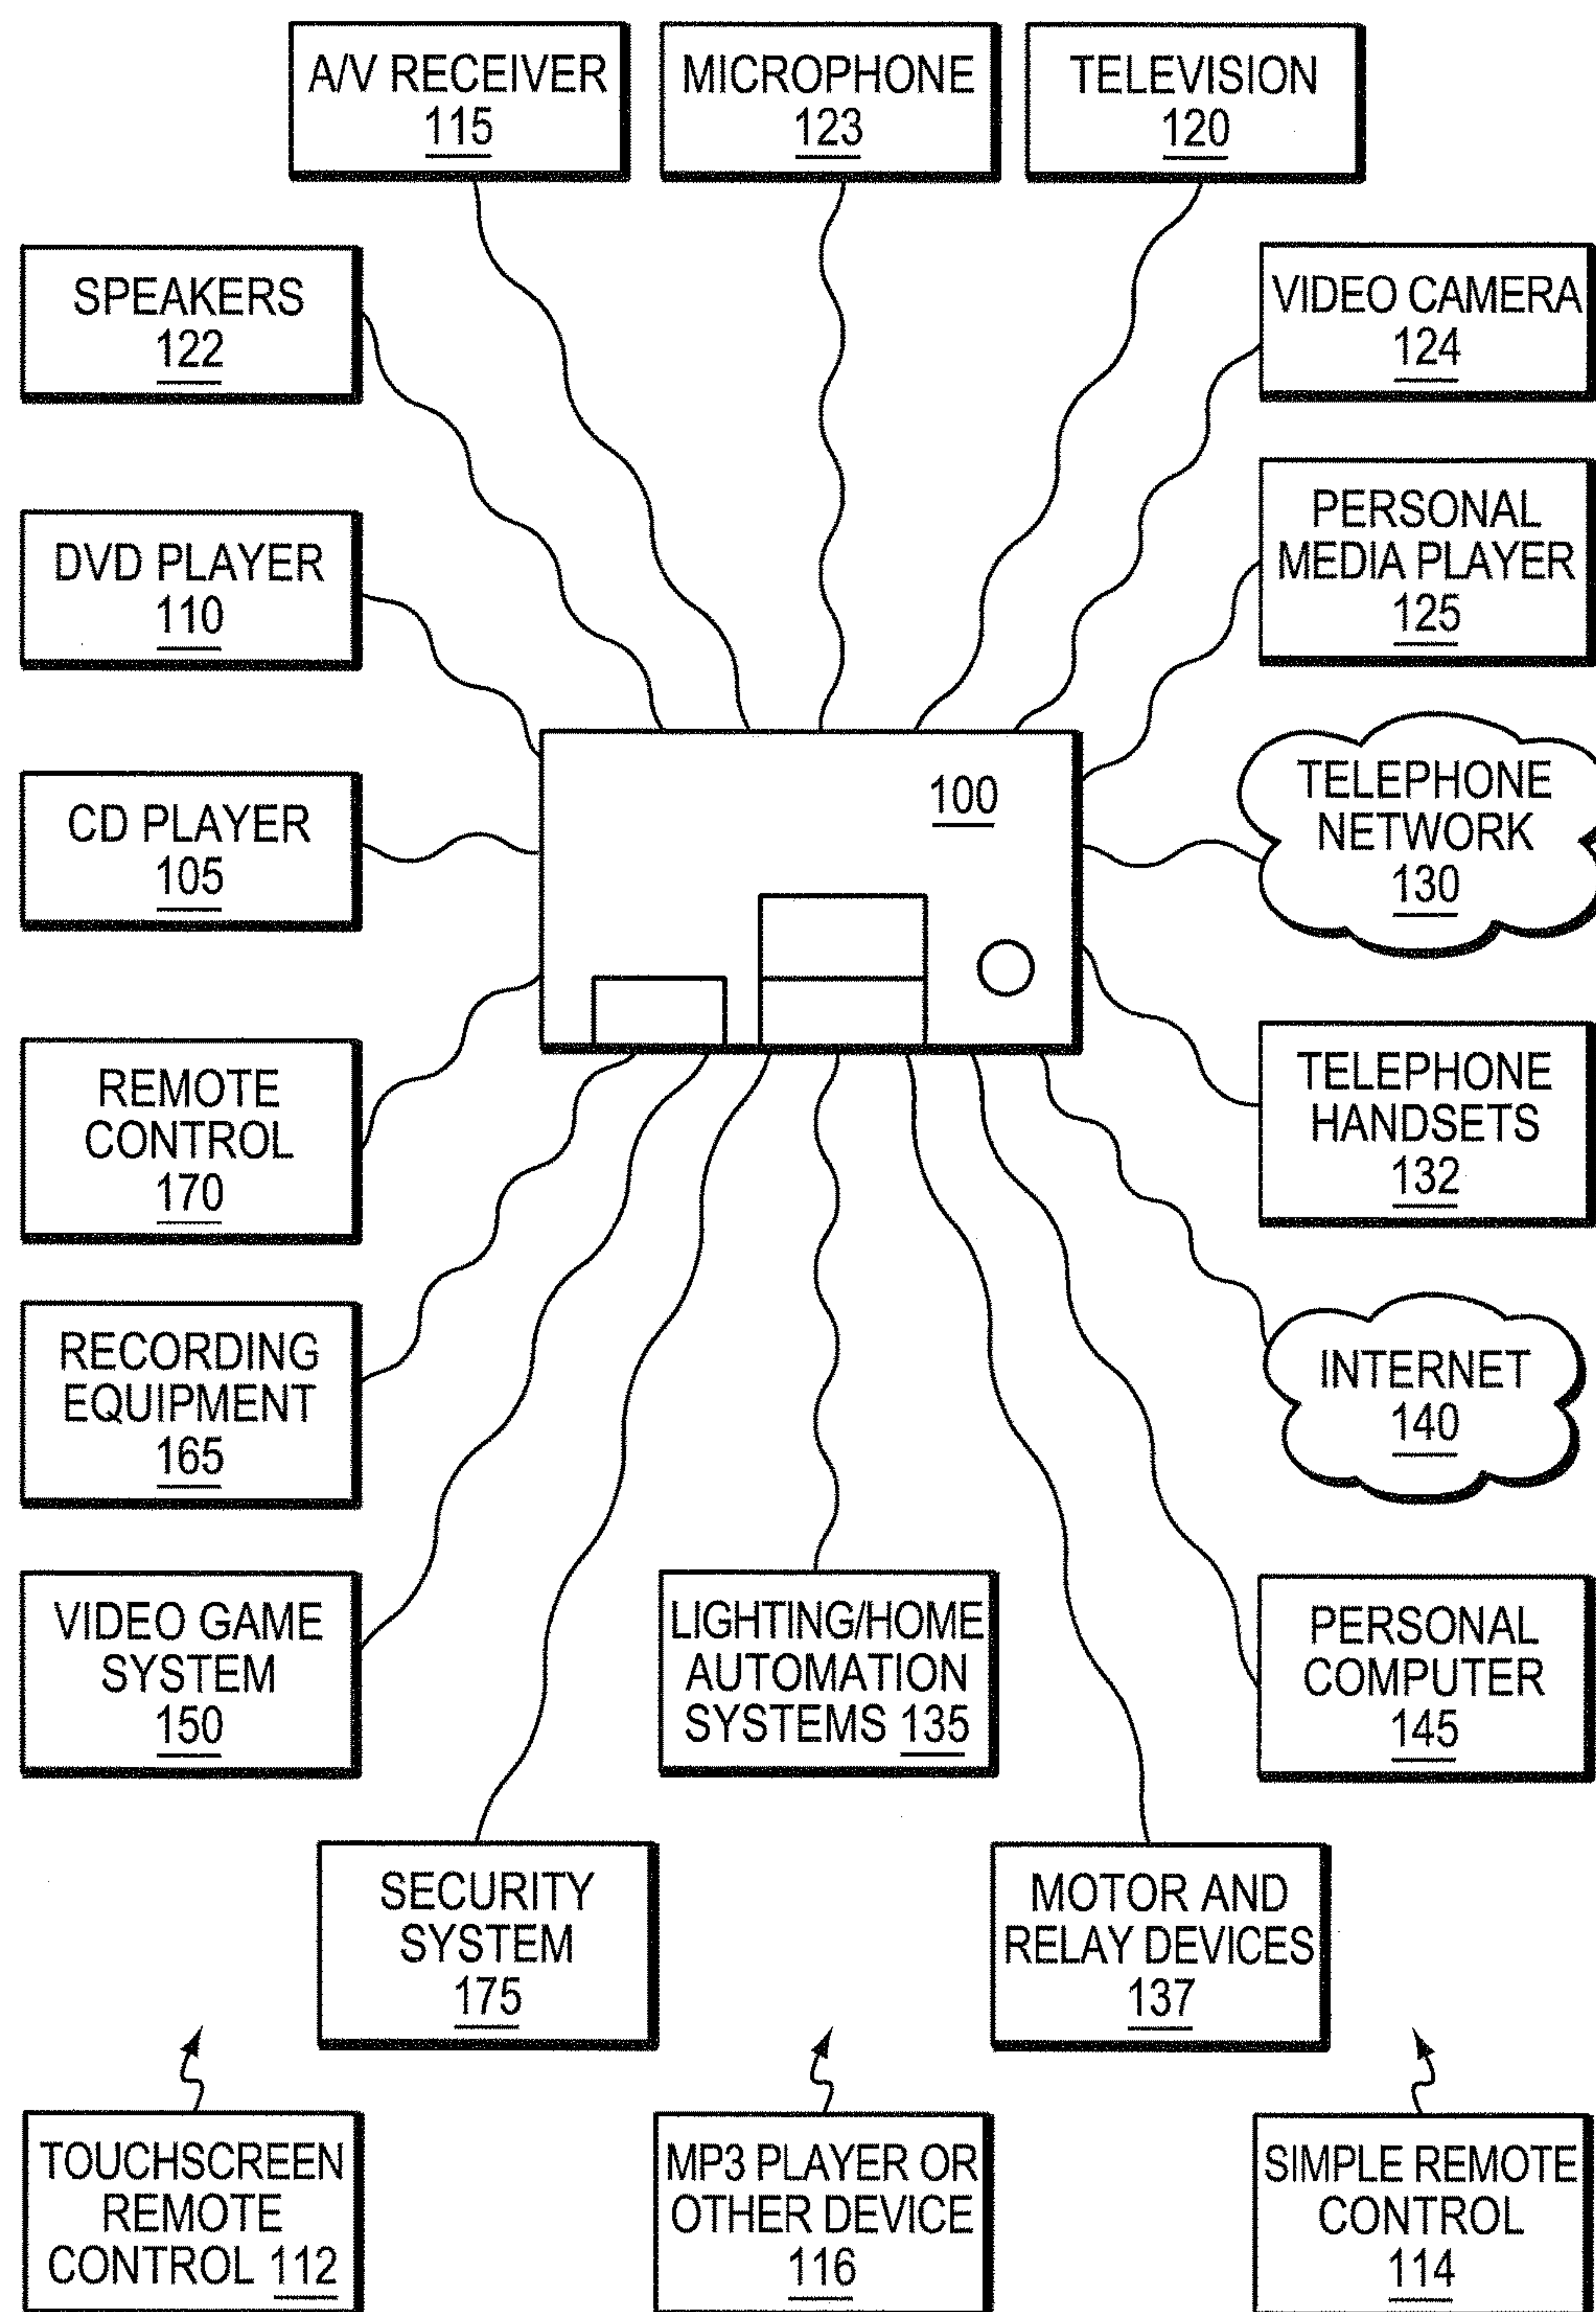 A/V RECEIVER
115
MICROPHONE
123
TELEVISION
120
SPEAKERS
122
VIDEO CAMERA
124
DVD PLAYER
110
PERSONAL
MEDIA PLAYER
125
CD PLAYER
105
100
TELEPHONE
NETWORK
130
REMOTE
CONTROL
170
TELEPHONE
HANDSETS
132
RECORDING
EQUIPMENT
165
INTERNET
140
VIDEO GAME
SYSTEM
150
LIGHTING/HOME
AUTOMATION
SYSTEMS 135
PERSONAL
COMPUTER
145
SECURITY
SYSTEM
175
MOTOR AND
RELAY DEVICES
137
TOUCHSCREEN
REMOTE
CONTROL 112
MP3 PLAYER OR
OTHER DEVICE
116
SIMPLE REMOTE
CONTROL
114